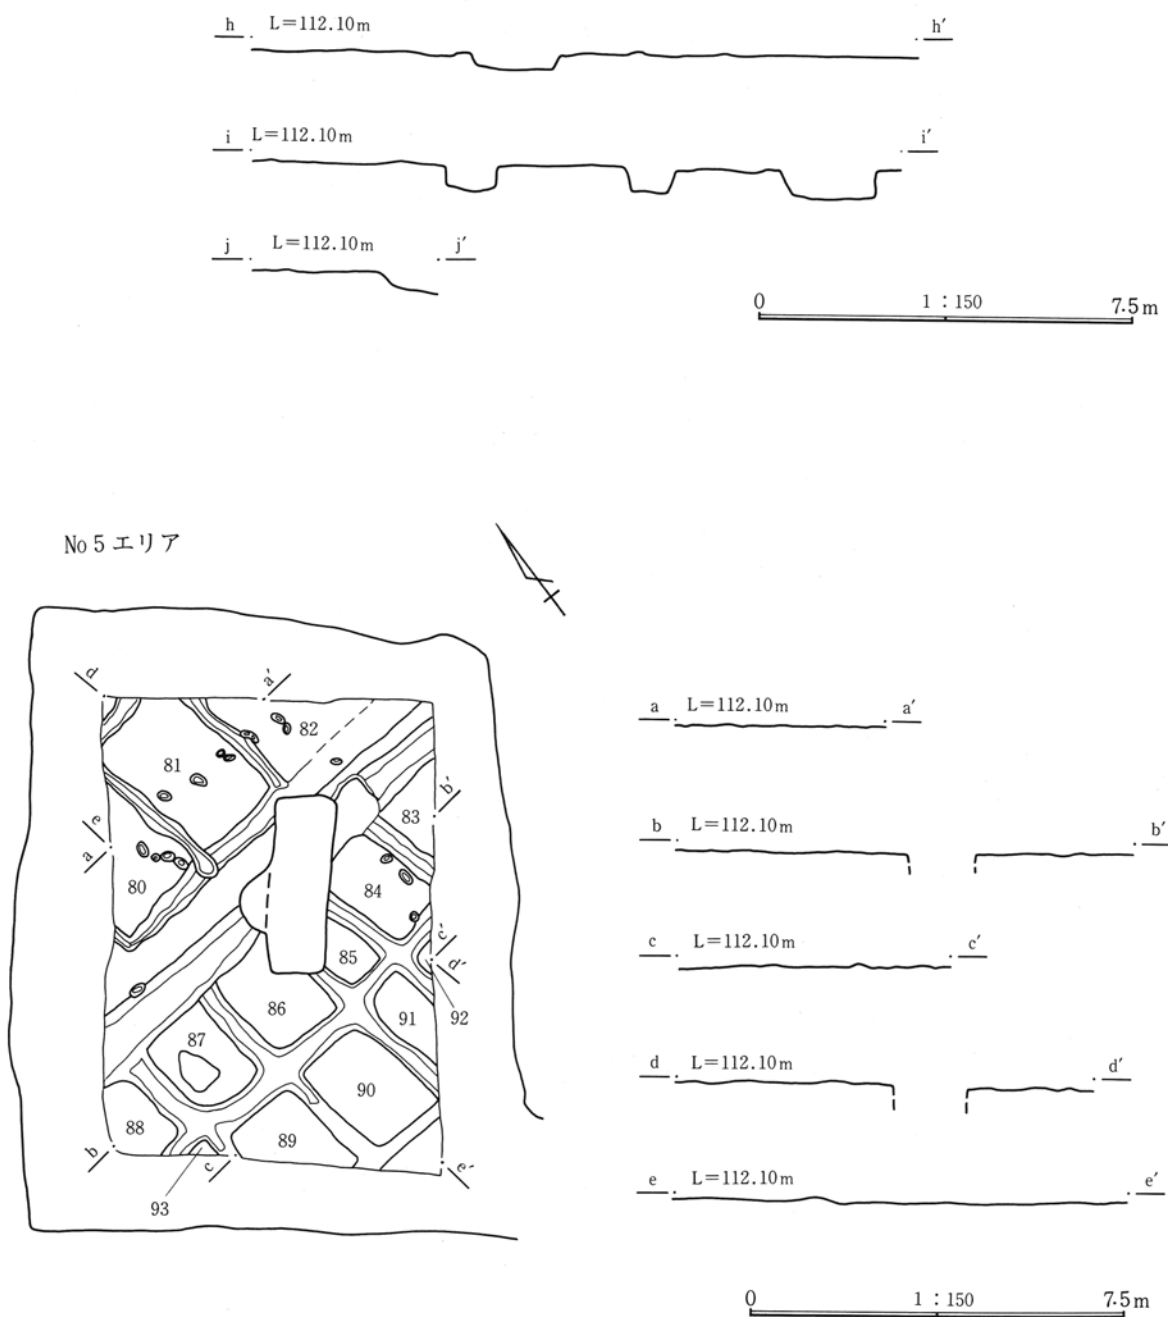 h L=112.10m h′
i L=112.10m i′
j L=112.10m j′
0 1:150 7.5m
No5エリア
d a′
82
81
b′
e 83
a
80 84
c′
85 d′
86 91 92
87
90
88 89
b c e′
93
a L=112.10m a′
b L=112.10m b′
c L=112.10m c′
d L=112.10m d′
e L=112.10m e′
0 1:150 7.5m